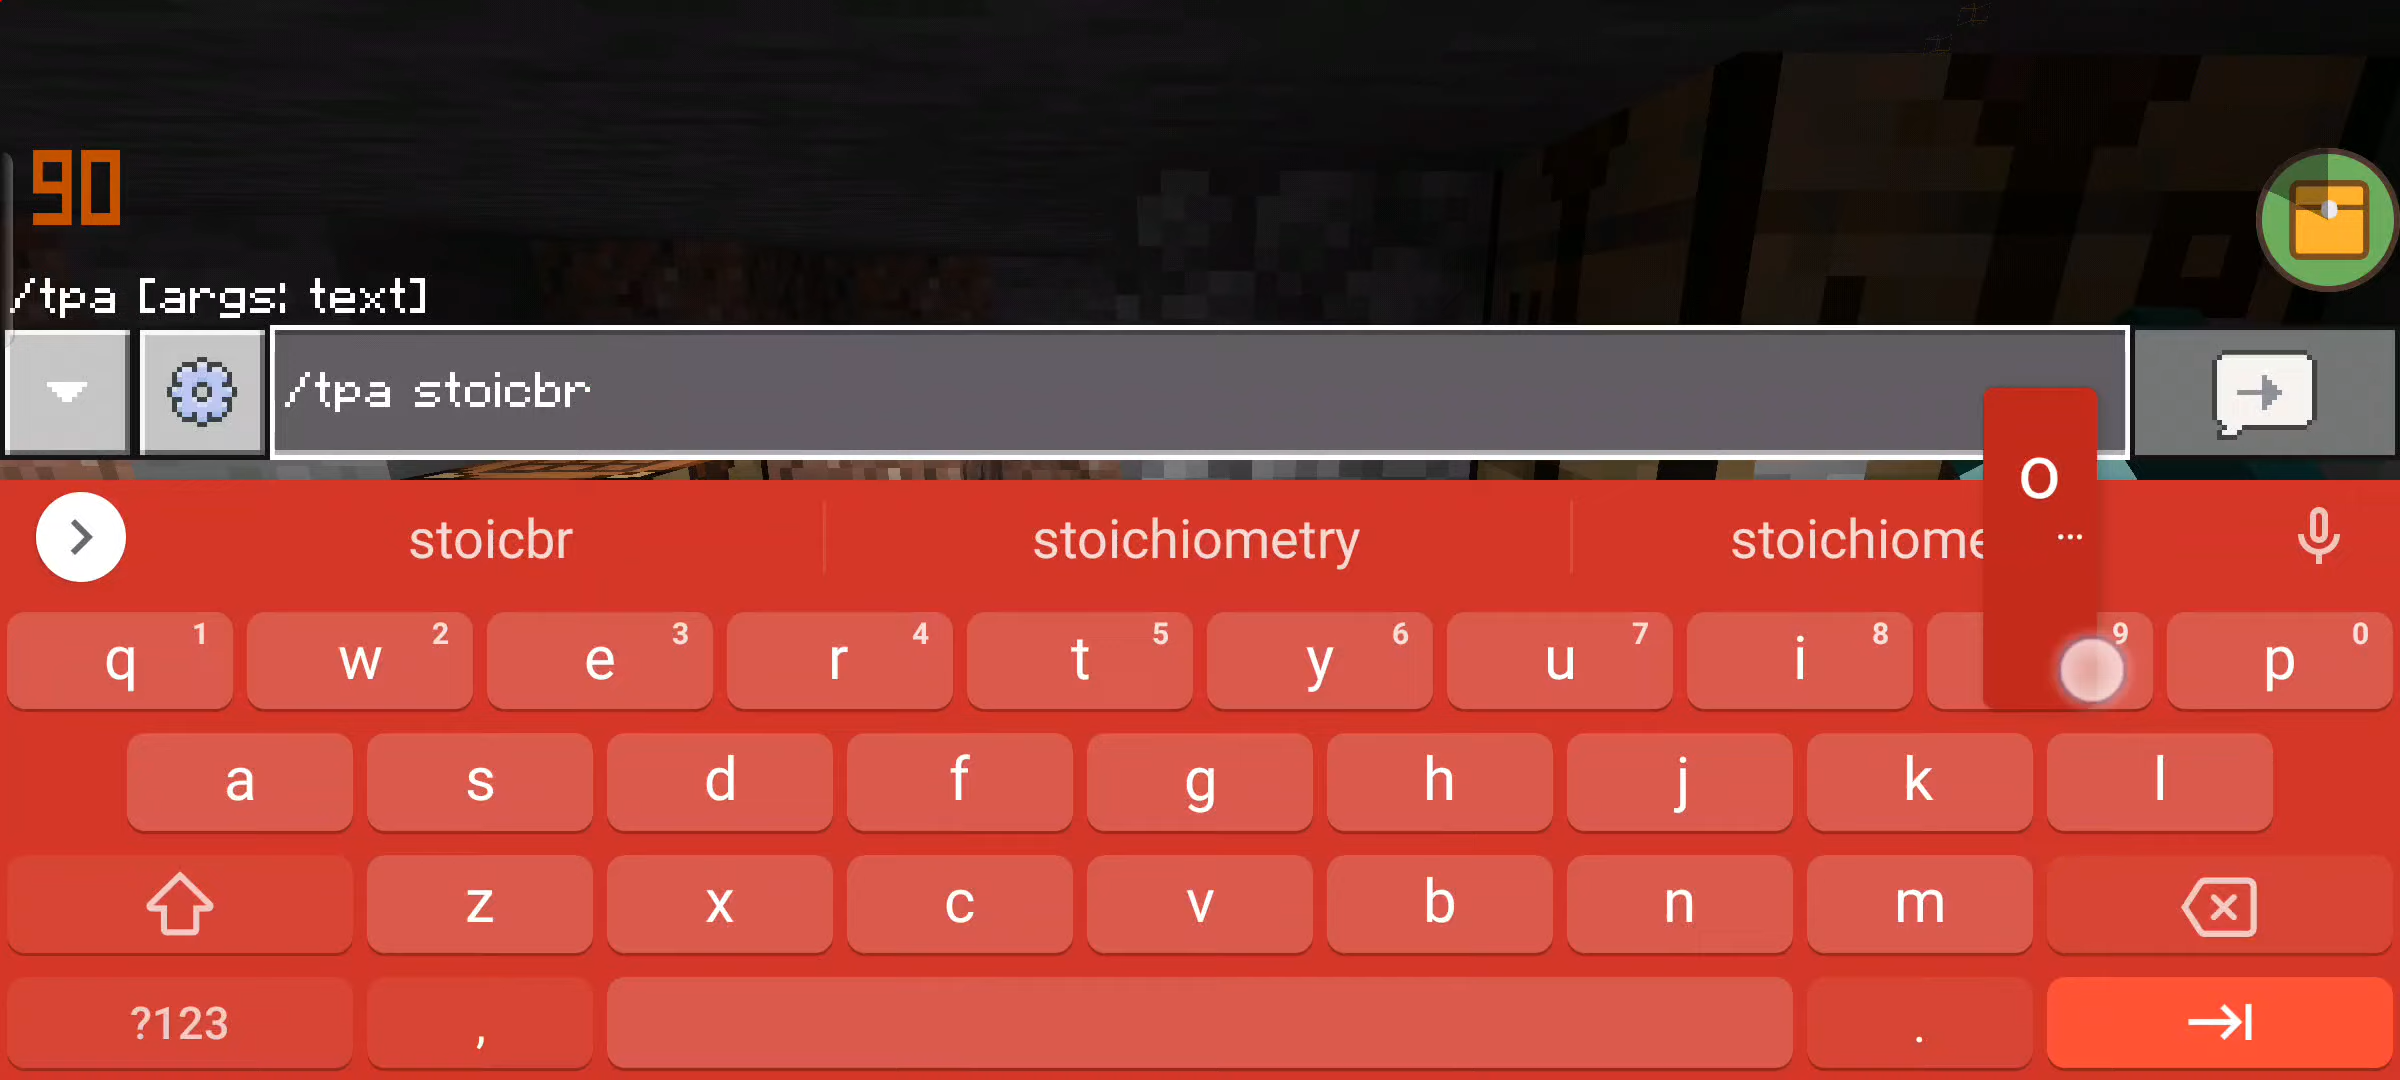 90
/tpa [args: text]
/tpa stoicbr
stoicbr stoichiometry stoichiome
o
...
q 1 w 2 e 3 r 4 t 5 y 6 u 7 i 8 9 p 0
a s d f g h j k l
z x c v b n m
?123 , .